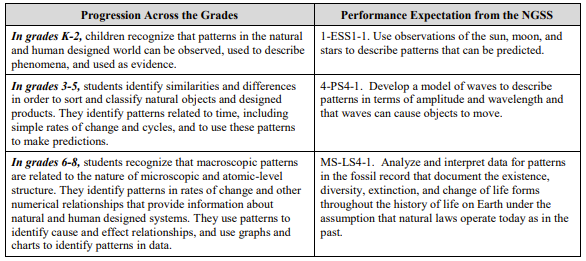 Progression Across the Grades
Performance Expectation from the NGSS
In grades K-2, children recognize that patterns in the natural
and human designed world can be observed, used to describe
phenomena, and used as evidence.
1-ESS1-1. Use observations of the sun, moon, and
stars to describe patterns that can be predicted.
In grades 3-5, students identify similarities and differences
in order to sort and classify natural objects and designed
products. They identify patterns related to time, including
simple rates of change and cycles, and to use these patterns
to make predictions.
4-PS4-1. Develop a model of waves to describe
patterns in terms of amplitude and wavelength and
that waves can cause objects to move.
In grades 6-8, students recognize that macroscopic patterns
are related to the nature of microscopic and atomic-level
structure. They identify patterns in rates of change and other
numerical relationships that provide information about
natural and human designed systems. They use patterns to
identify cause and effect relationships, and use graphs and
charts to identify patterns in data.
MS-LS4-1. Analyze and interpret data for patterns
in the fossil record that document the existence,
diversity, extinction, and change of life forms
throughout the history of life on Earth under the
assumption that natural laws operate today as in the
past.